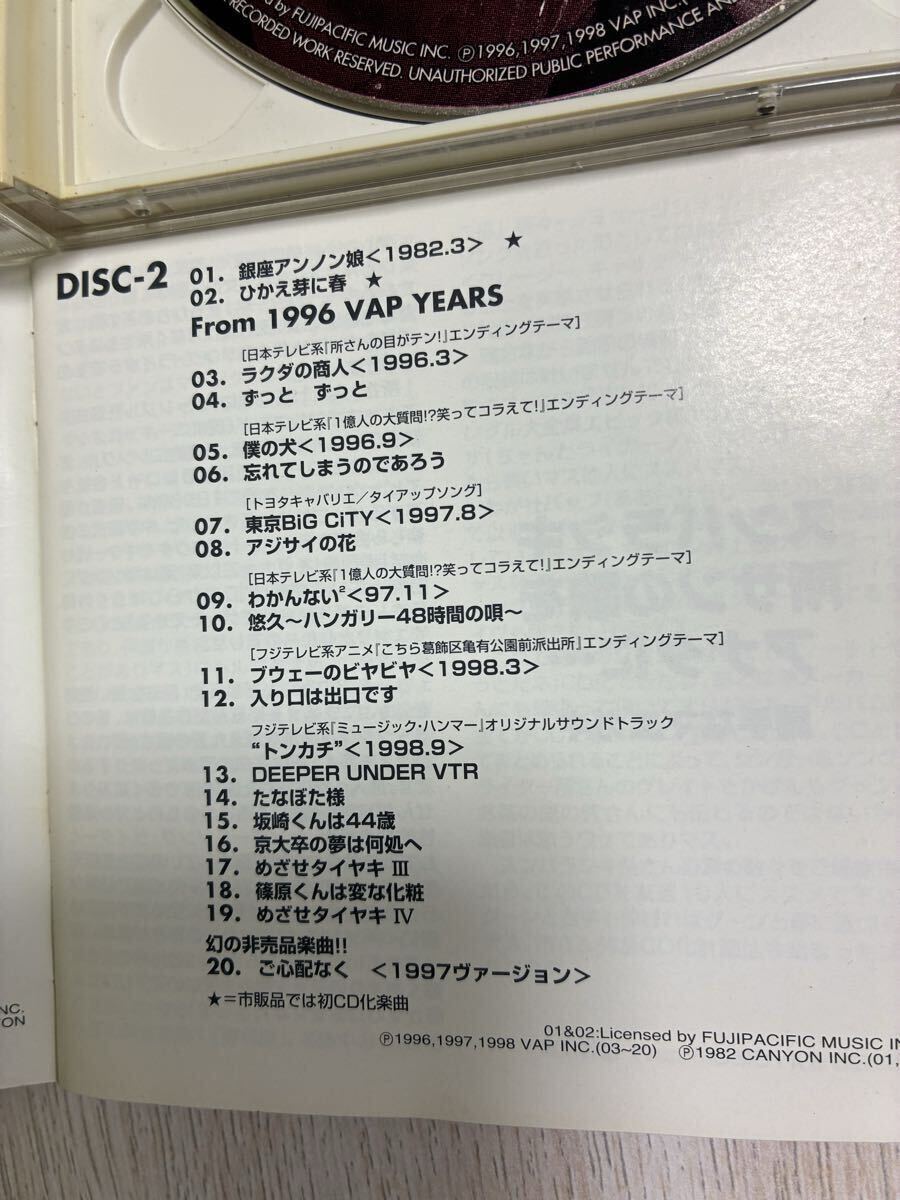 ed by FUJIPACIFIC MUSIC INC. Ⓟ1996,1997,1998 VAP INC.
RECORDED WORK RESERVED. UNAUTHORIZED PUBLIC PERFORMANCE AND
DISC-2
01. 銀座アンノン娘<1982.3> ★
02. ひかえ芽に春 ★
From 1996 VAP YEARS
[日本テレビ系『所さんの目がテン!』エンディングテーマ]
03. ラクダの商人<1996.3>
04. ずっと ずっと
[日本テレビ系『1億人の大質問!?笑ってコラえて!』エンディングテーマ]
05. 僕の犬<1996.9>
06. 忘れてしまうのであろう
[トヨタキャバリエ／タイアップソング]
07. 東京BiG CiTY<1997.8>
08. アジサイの花
[日本テレビ系『1億人の大質問!?笑ってコラえて!』エンディングテーマ]
09. わかんない²<97.11>
10. 悠久〜ハンガリー48時間の唄〜
[フジテレビ系アニメ『こちら葛飾区亀有公園前派出所』エンディングテーマ]
11. ブウェーのビヤビヤ<1998.3>
12. 入り口は出口です
フジテレビ系『ミュージック・ハンマー』オリジナルサウンドトラック
“トンカチ”<1998.9>
13. DEEPER UNDER VTR
14. たなぼた様
15. 坂崎くんは44歳
16. 京大卒の夢は何処へ
17. めざせタイヤキ Ⅲ
18. 篠原くんは変な化粧
19. めざせタイヤキ Ⅳ
幻の非売品楽曲!!
20. ご心配なく <1997ヴァージョン>
★=市販品では初CD化楽曲
01&02:Licensed by FUJIPACIFIC MUSIC IN
Ⓟ1996,1997,1998 VAP INC.(03~20) Ⓟ1982 CANYON INC.(01,
NC.
ON